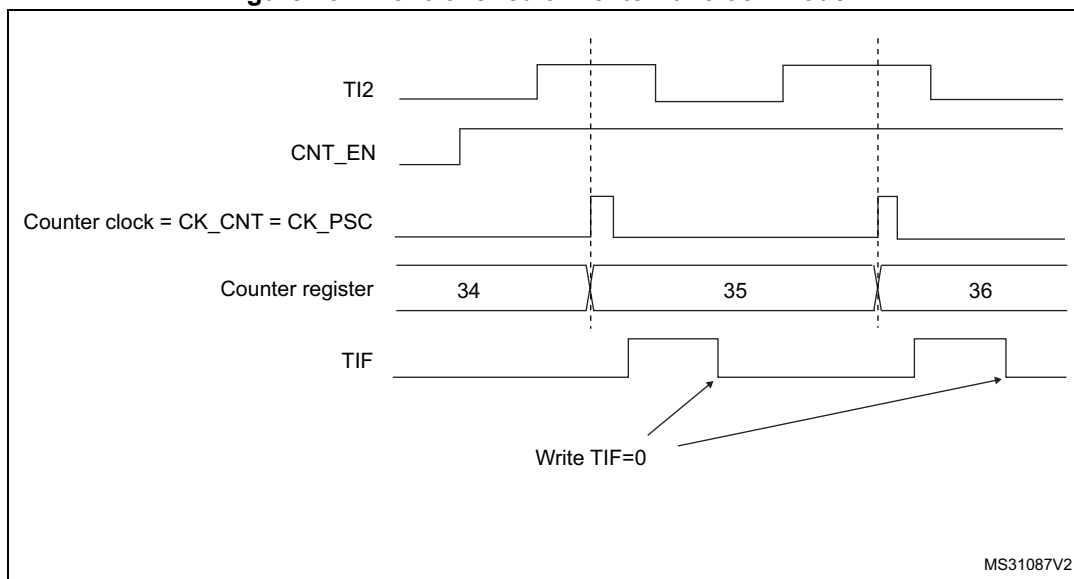 TI2
CNT_EN
Counter clock = CK_CNT = CK_PSC
Counter register 34 35 36
TIF
Write TIF=0
MS31087V2